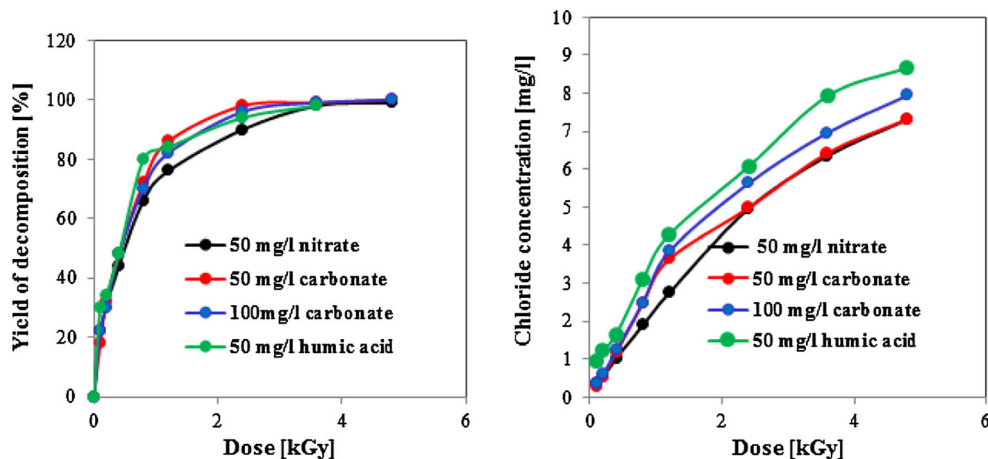 120
100
80
60
40
20
0
0
2
4
6
Yield of decomposition [%]
Dose [kGy]
50 mg/l nitrate
50 mg/l carbonate
100mg/l carbonate
50 mg/l humic acid
10
9
8
7
6
5
4
3
2
1
0
0
2
4
6
Chloride concentration [mg/l]
Dose [kGy]
50 mg/l nitrate
50 mg/l carbonate
100 mg/l carbonate
50 mg/l humic acid